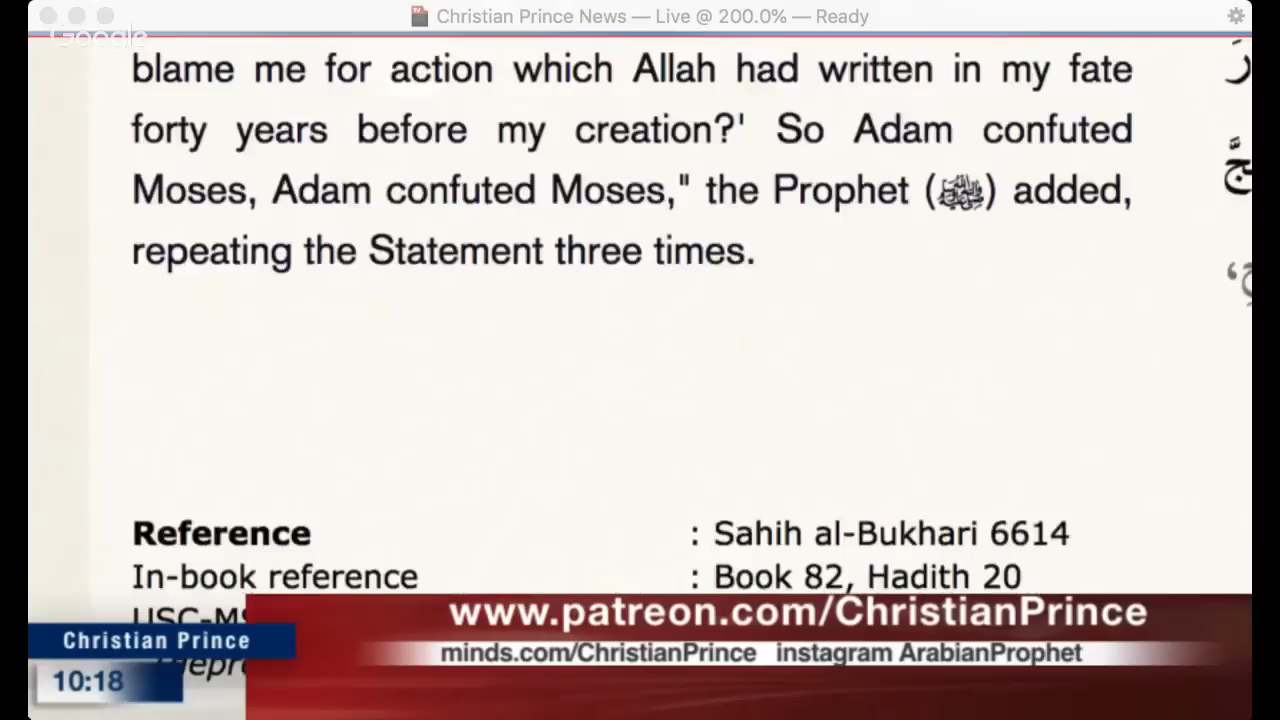 Christian Prince News — Live @ 200.0% — Ready
Google
blame me for action which Allah had written in my fate
forty years before my creation?' So Adam confuted
Moses, Adam confuted Moses," the Prophet (ﷺ) added,
repeating the Statement three times.
Reference : Sahih al-Bukhari 6614
In-book reference : Book 82, Hadith 20
www.patreon.com/ChristianPrince
Christian Prince
minds.com/ChristianPrince instagram ArabianProphet
10:18